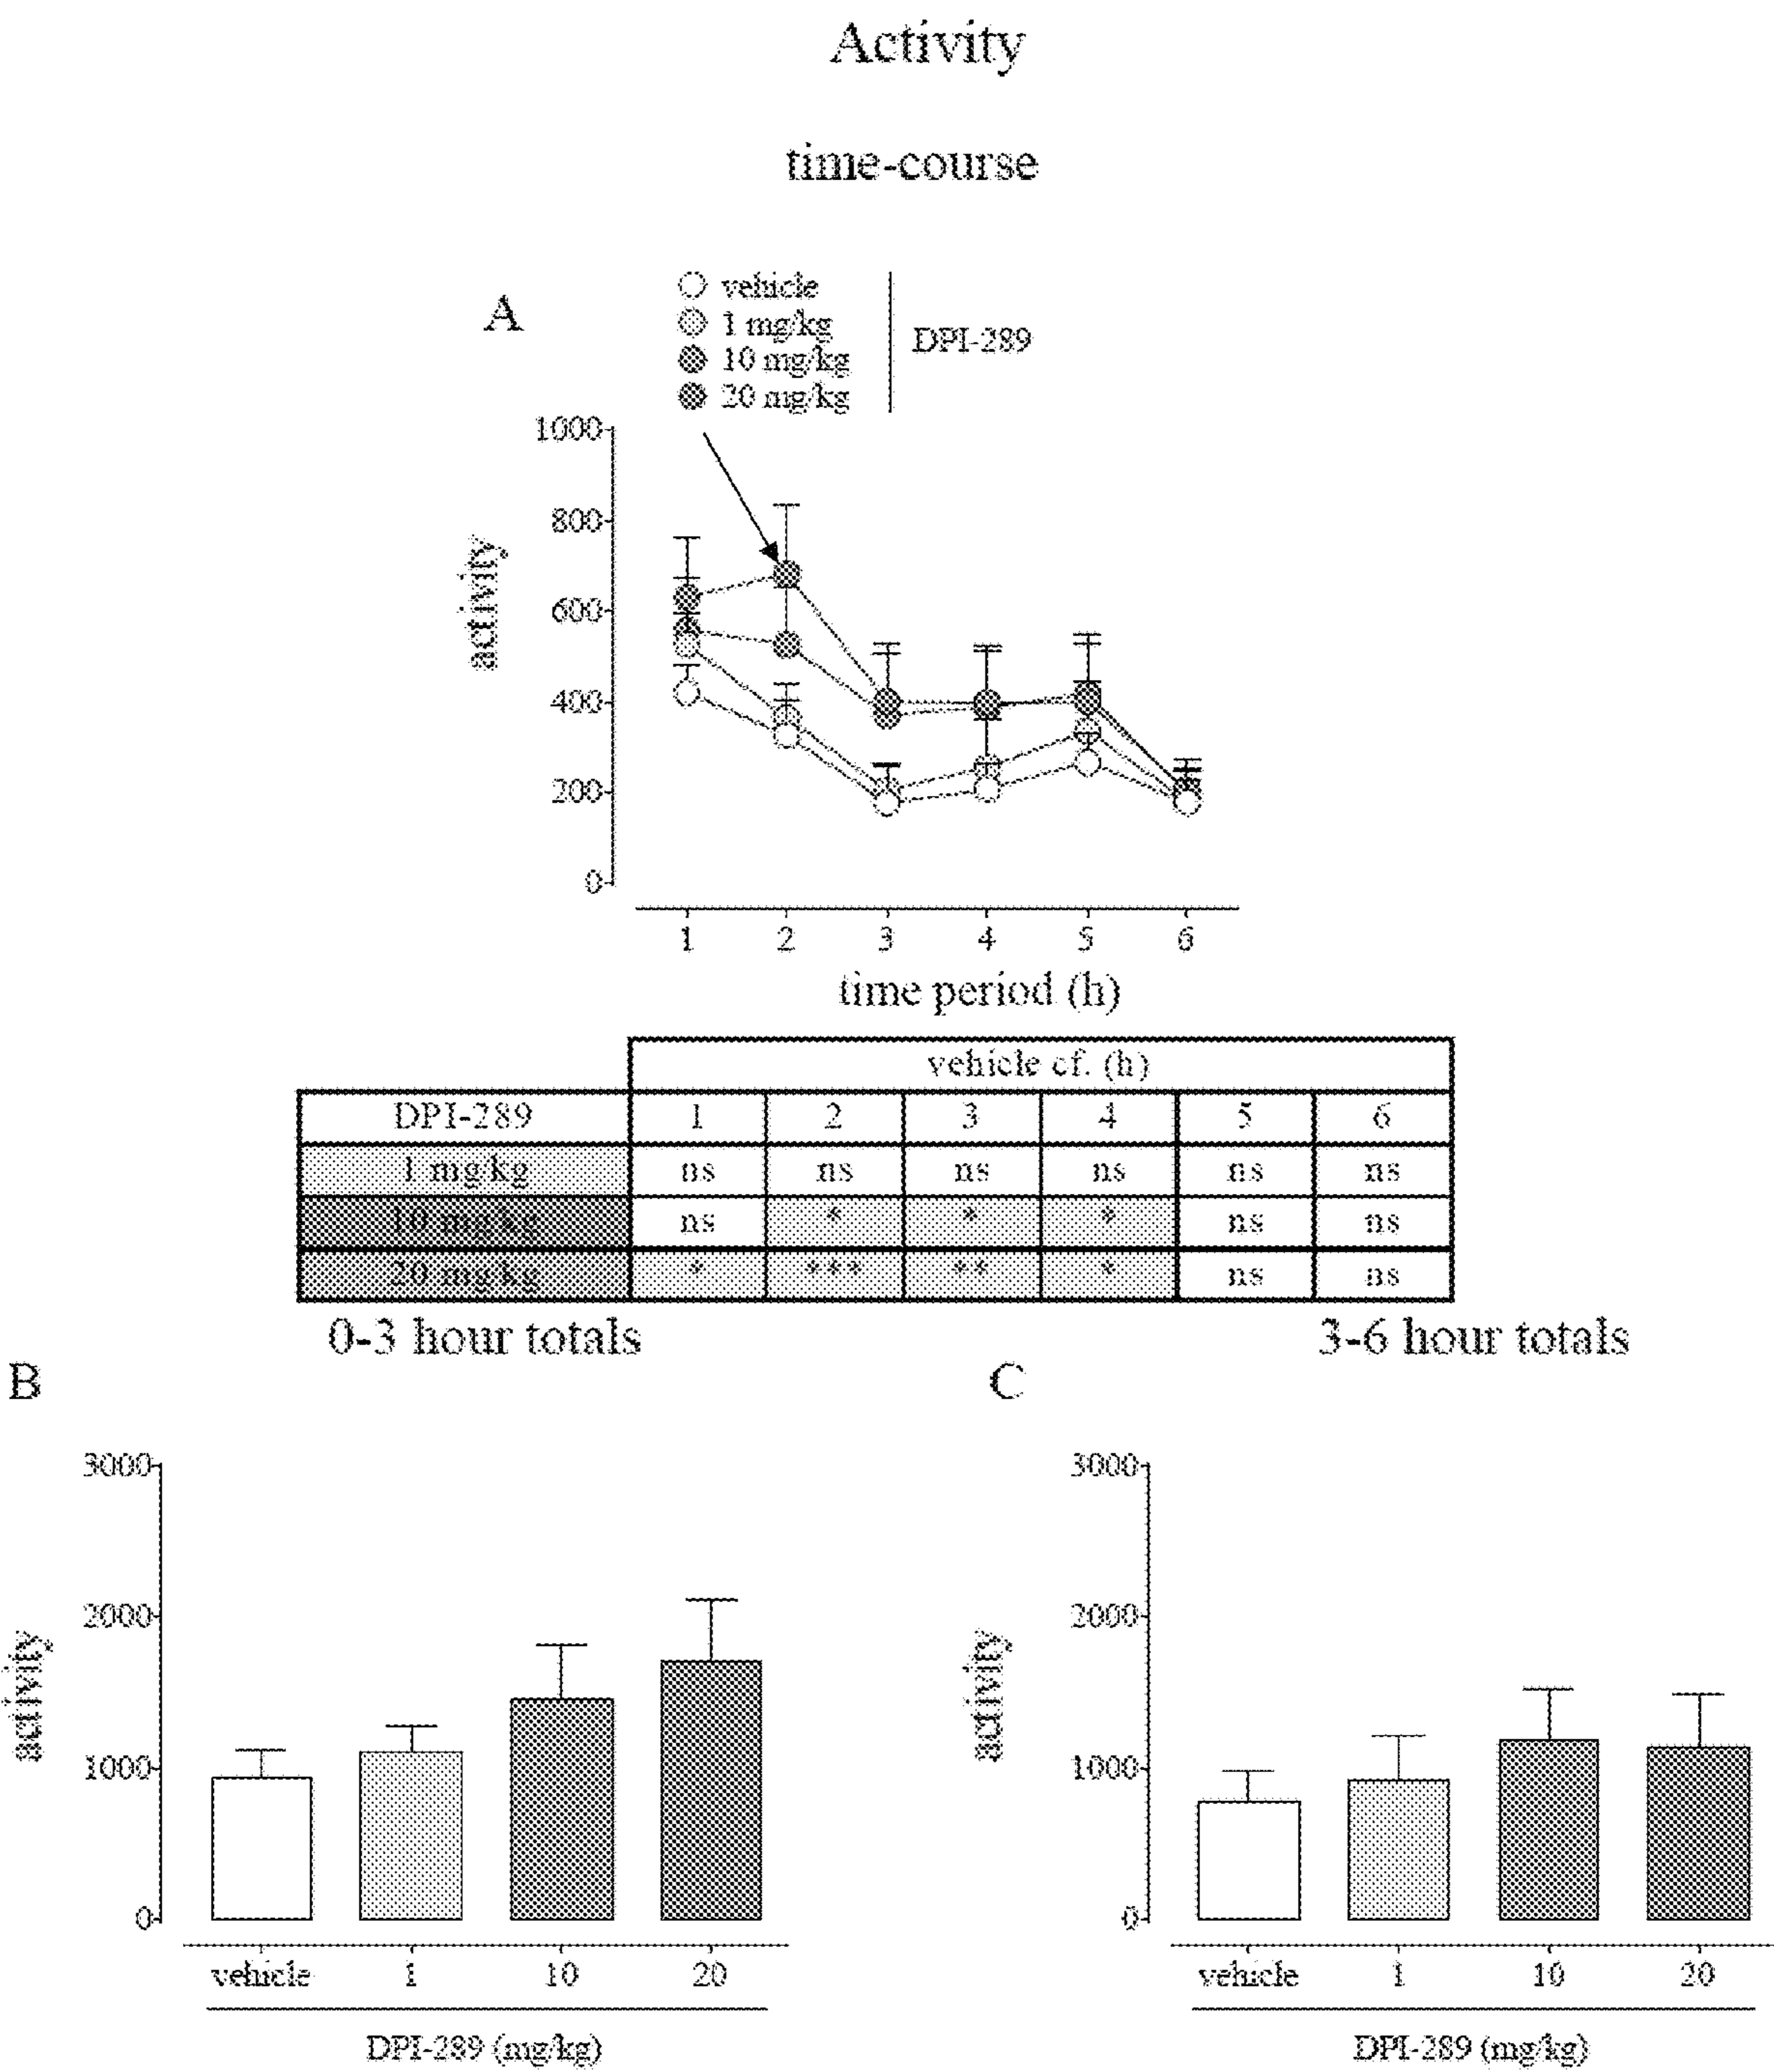 Activity
time-course
A
vehicle
1 mg/kg
10 mg/kg
20 mg/kg
DPI-289
1000
800
600
400
200
0
activity
1 2 3 4 5 6
time period (h)
vehicle cf. (h)
DPI-289 1 2 3 4 5 6
1 mg/kg ns ns ns ns ns ns
10 mg/kg ns * * * ns ns
20 mg/kg * *** ** * ns ns
0-3 hour totals
3-6 hour totals
B
3000
2000
1000
0
activity
vehicle 1 10 20
DPI-289 (mg/kg)
C
3000
2000
1000
0
activity
vehicle 1 10 20
DPI-289 (mg/kg)